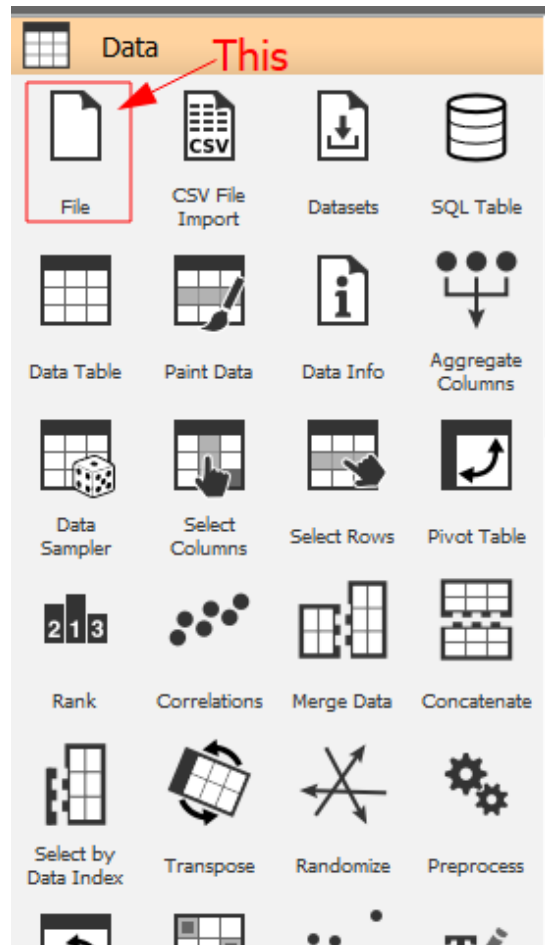 Data
This
CSV
File
CSV File
Import
Datasets
SQL Table
i
Data Table
Paint Data
Data Info
Aggregate
Columns
Data
Sampler
Select
Columns
Select Rows
Pivot Table
2 1 3
Rank
Correlations
Merge Data
Concatenate
Select by
Data Index
Transpose
Randomize
Preprocess
T